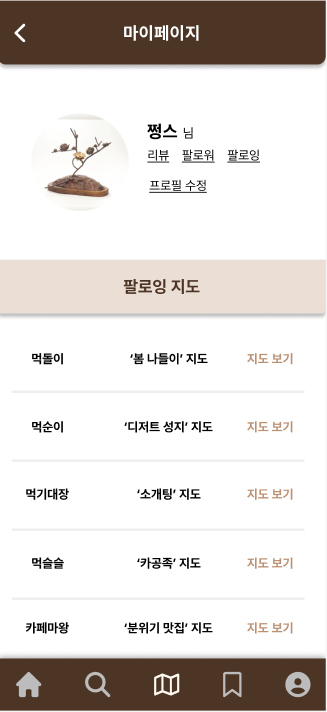 마이페이지
쩡스 님
리뷰 팔로워 팔로잉
프로필 수정
팔로잉 지도
먹돌이 ‘봄 나들이’ 지도 지도 보기
먹순이 ‘디저트 성지’ 지도 지도 보기
먹기대장 ‘소개팅’ 지도 지도 보기
먹슬슬 ‘카공족’ 지도 지도 보기
카페마왕 ‘분위기 맛집’ 지도 지도 보기